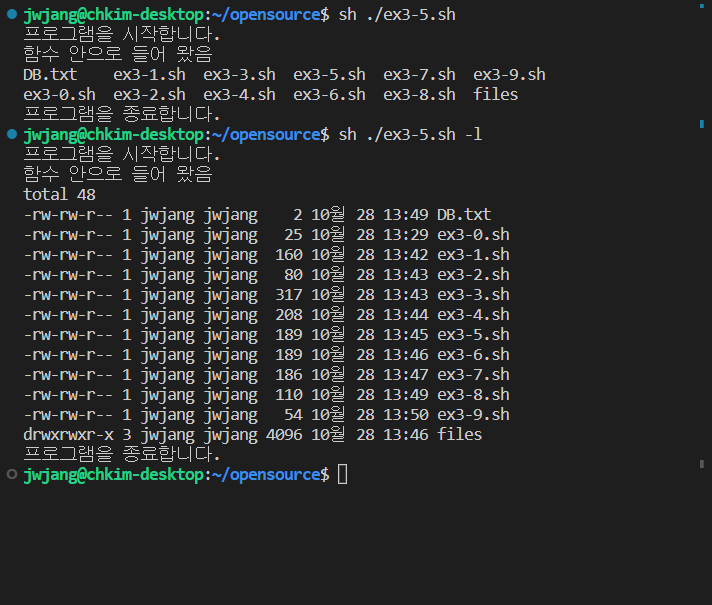 jwjang@chkim-desktop:~/opensource$ sh ./ex3-5.sh
프로그램을 시작합니다.
함수 안으로 들어 왔음
DB.txt    ex3-1.sh  ex3-3.sh  ex3-5.sh  ex3-7.sh  ex3-9.sh
ex3-0.sh  ex3-2.sh  ex3-4.sh  ex3-6.sh  ex3-8.sh  files
프로그램을 종료합니다.
jwjang@chkim-desktop:~/opensource$ sh ./ex3-5.sh -l
프로그램을 시작합니다.
함수 안으로 들어 왔음
total 48
-rw-rw-r-- 1 jwjang jwjang    2 10월 28 13:49 DB.txt
-rw-rw-r-- 1 jwjang jwjang   25 10월 28 13:29 ex3-0.sh
-rw-rw-r-- 1 jwjang jwjang  160 10월 28 13:42 ex3-1.sh
-rw-rw-r-- 1 jwjang jwjang   80 10월 28 13:43 ex3-2.sh
-rw-rw-r-- 1 jwjang jwjang  317 10월 28 13:43 ex3-3.sh
-rw-rw-r-- 1 jwjang jwjang  208 10월 28 13:44 ex3-4.sh
-rw-rw-r-- 1 jwjang jwjang  189 10월 28 13:45 ex3-5.sh
-rw-rw-r-- 1 jwjang jwjang  189 10월 28 13:46 ex3-6.sh
-rw-rw-r-- 1 jwjang jwjang  186 10월 28 13:47 ex3-7.sh
-rw-rw-r-- 1 jwjang jwjang  110 10월 28 13:49 ex3-8.sh
-rw-rw-r-- 1 jwjang jwjang   54 10월 28 13:50 ex3-9.sh
drwxrwxr-x 3 jwjang jwjang 4096 10월 28 13:46 files
프로그램을 종료합니다.
jwjang@chkim-desktop:~/opensource$